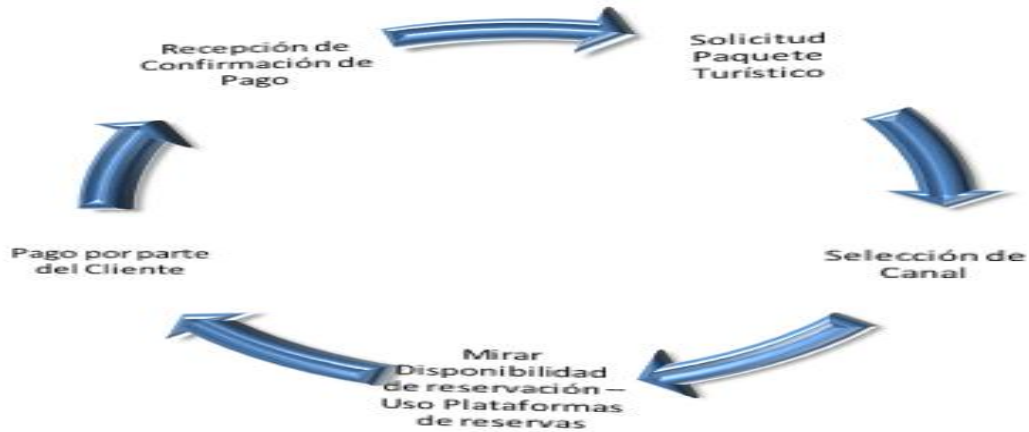 Recepción de
Confirmación de
Pago
Solicitud
Paquete
Turístico
Selección de
Canal
Mirar
Disponibilidad
de reservación –
Uso Plataformas
de reservas
Pago por parte
del Cliente